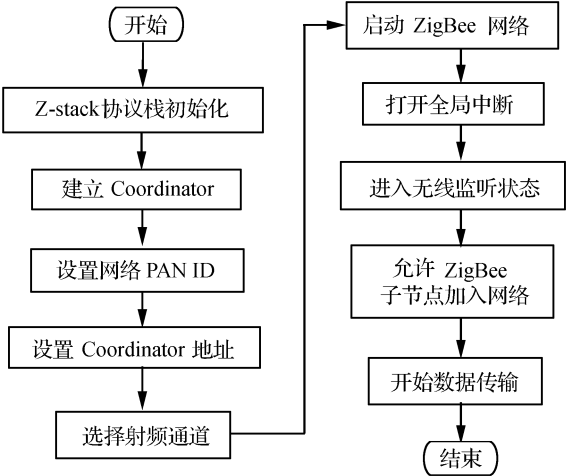 开始
Z-stack协议栈初始化
建立 Coordinator
设置网络 PAN ID
设置 Coordinator 地址
选择射频通道
启动 ZigBee 网络
打开全局中断
进入无线监听状态
允许 ZigBee
子节点加入网络
开始数据传输
结束